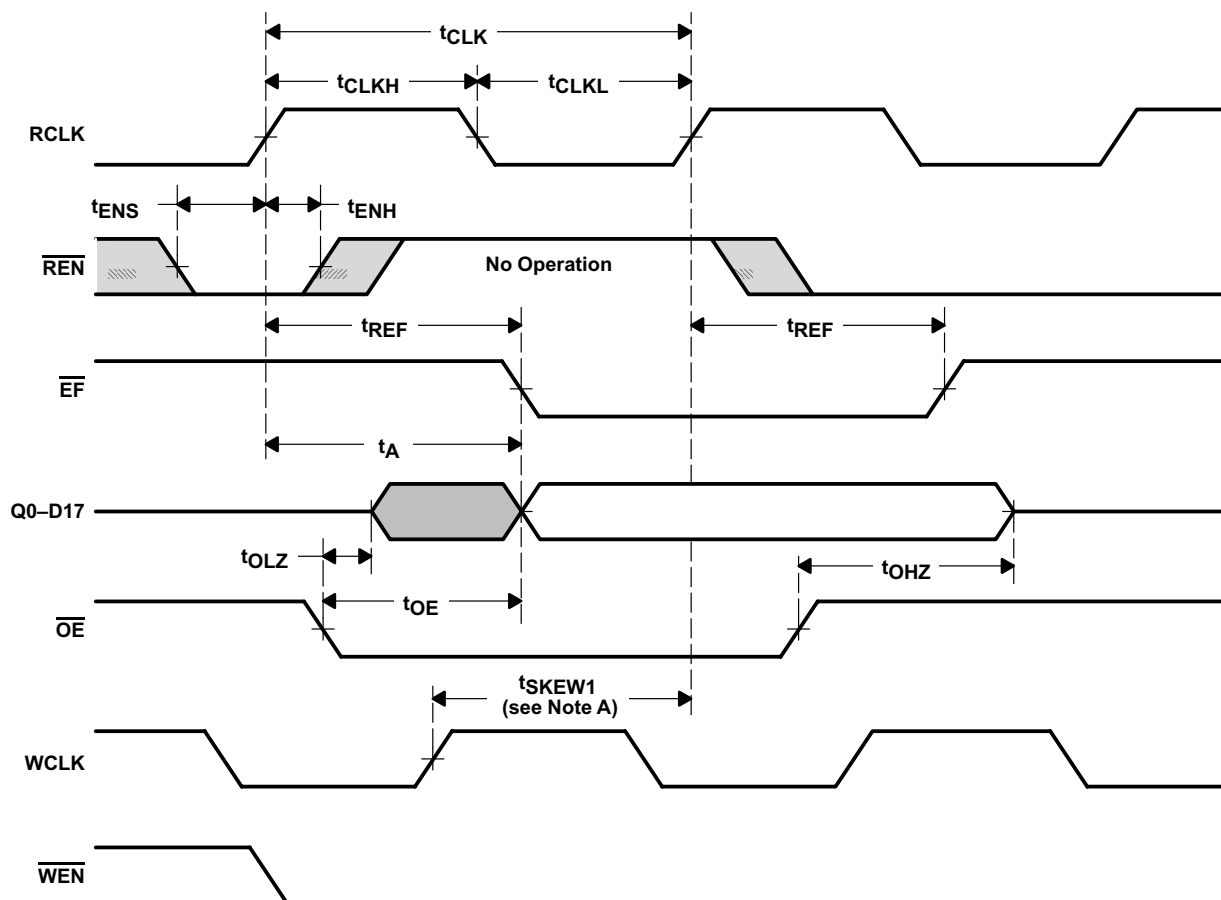 tCLK
tCLKH
tCLKL
RCLK
tENS
tENH
REN
No Operation
tREF
tREF
EF
tA
Q0–D17
tOLZ
tOHZ
tOE
OE
tSKEW1
(see Note A)
WCLK
WEN